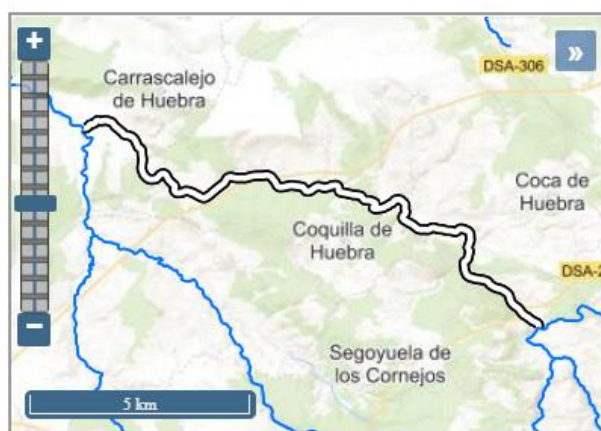 +
»
DSA-306
Carrascalejo
de Huebra
Coca de
Huebra
Coquilla de
Huebra
DSA-2
Segoyuela de
los Cornejos
−
5 km